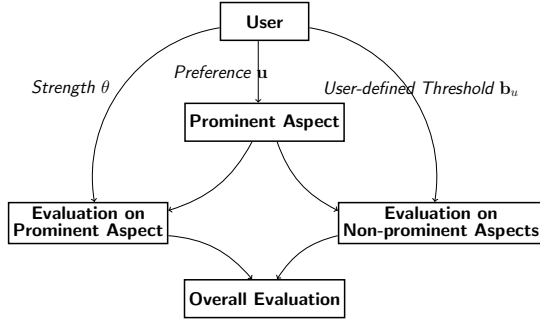 User
Strength θ
Preference u
User-defined Threshold b_u
Prominent Aspect
Evaluation on
Prominent Aspect
Evaluation on
Non-prominent Aspects
Overall Evaluation